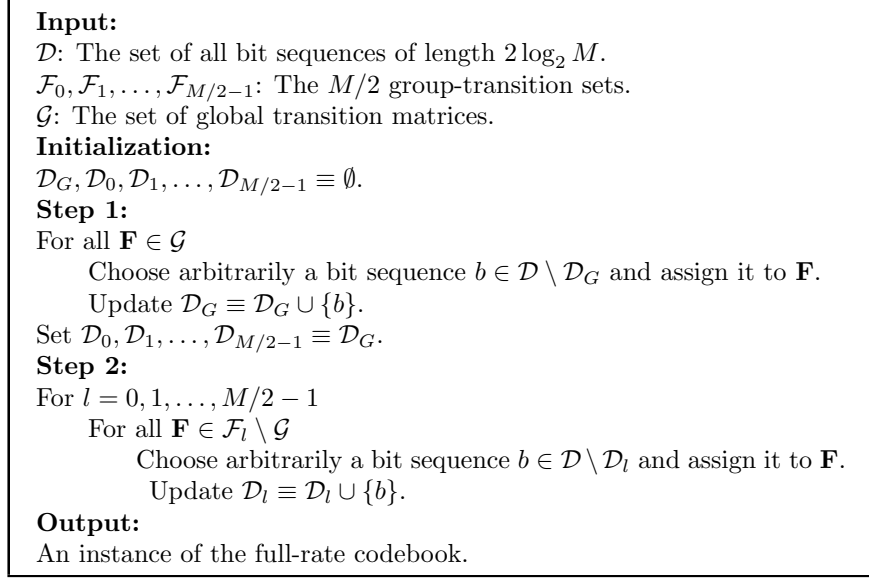 Input:
𝒟: The set of all bit sequences of length 2 log₂ M.
ℱ₀, ℱ₁, . . . , ℱ_{M/2−1}: The M/2 group-transition sets.
𝒢: The set of global transition matrices.
Initialization:
𝒟_G, 𝒟₀, 𝒟₁, . . . , 𝒟_{M/2−1} ≡ ∅.
Step 1:
For all F ∈ 𝒢
Choose arbitrarily a bit sequence b ∈ 𝒟 \ 𝒟_G and assign it to F.
Update 𝒟_G ≡ 𝒟_G ∪ {b}.
Set 𝒟₀, 𝒟₁, . . . , 𝒟_{M/2−1} ≡ 𝒟_G.
Step 2:
For l = 0, 1, . . . , M/2 − 1
For all F ∈ ℱ_l \ 𝒢
Choose arbitrarily a bit sequence b ∈ 𝒟 \ 𝒟_l and assign it to F.
Update 𝒟_l ≡ 𝒟_l ∪ {b}.
Output:
An instance of the full-rate codebook.